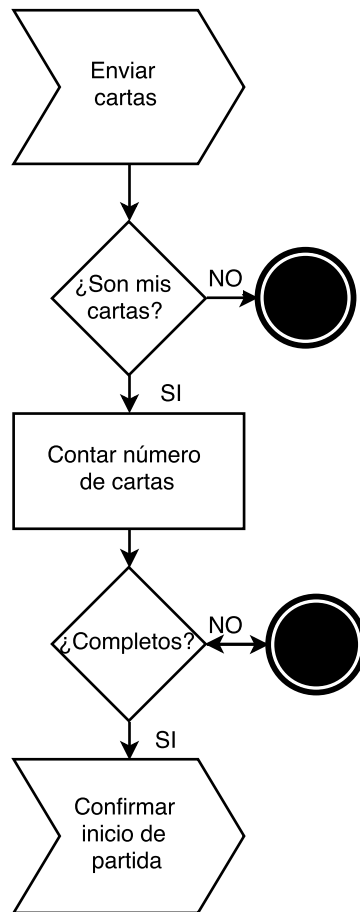 Enviar
cartas
¿Son mis
cartas?
NO
SI
Contar número
de cartas
¿Completos?
NO
SI
Confirmar
inicio de
partida